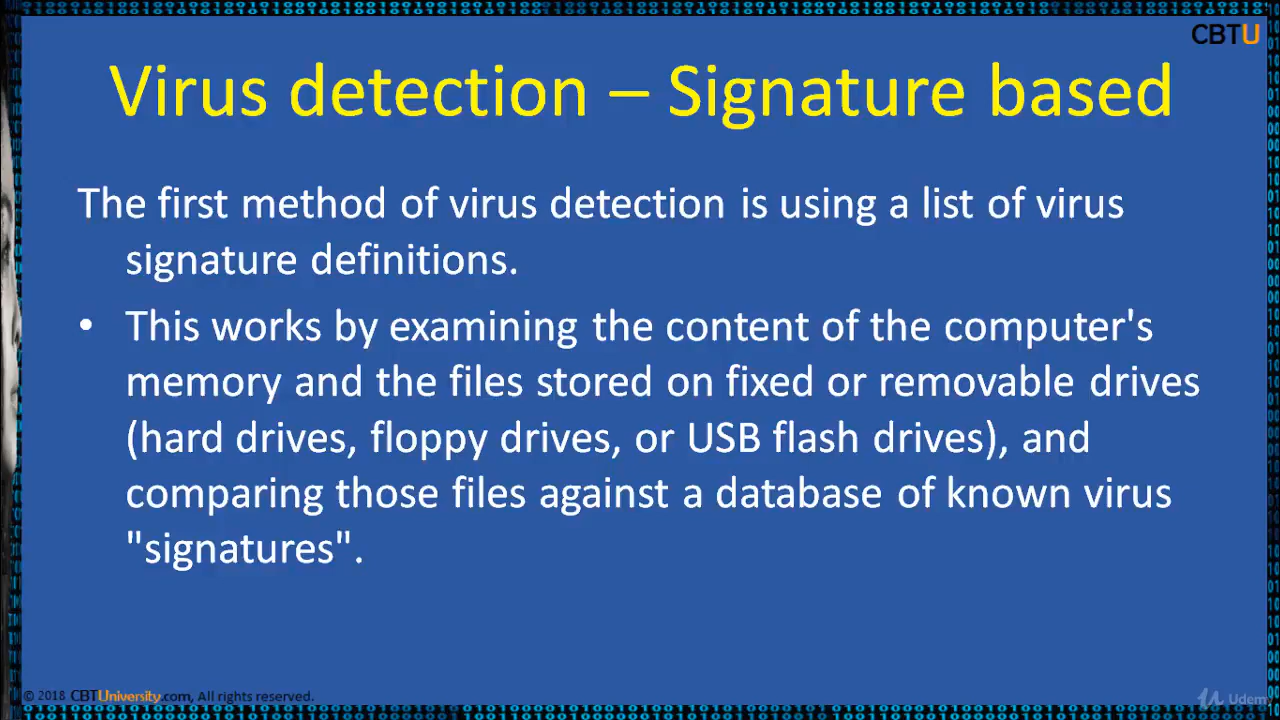 CBTU
Virus detection – Signature based
The first method of virus detection is using a list of virus
signature definitions.
• This works by examining the content of the computer's
memory and the files stored on fixed or removable drives
(hard drives, floppy drives, or USB flash drives), and
comparing those files against a database of known virus
"signatures".
© 2018 CBTUniversity.com, All rights reserved.
Udemy